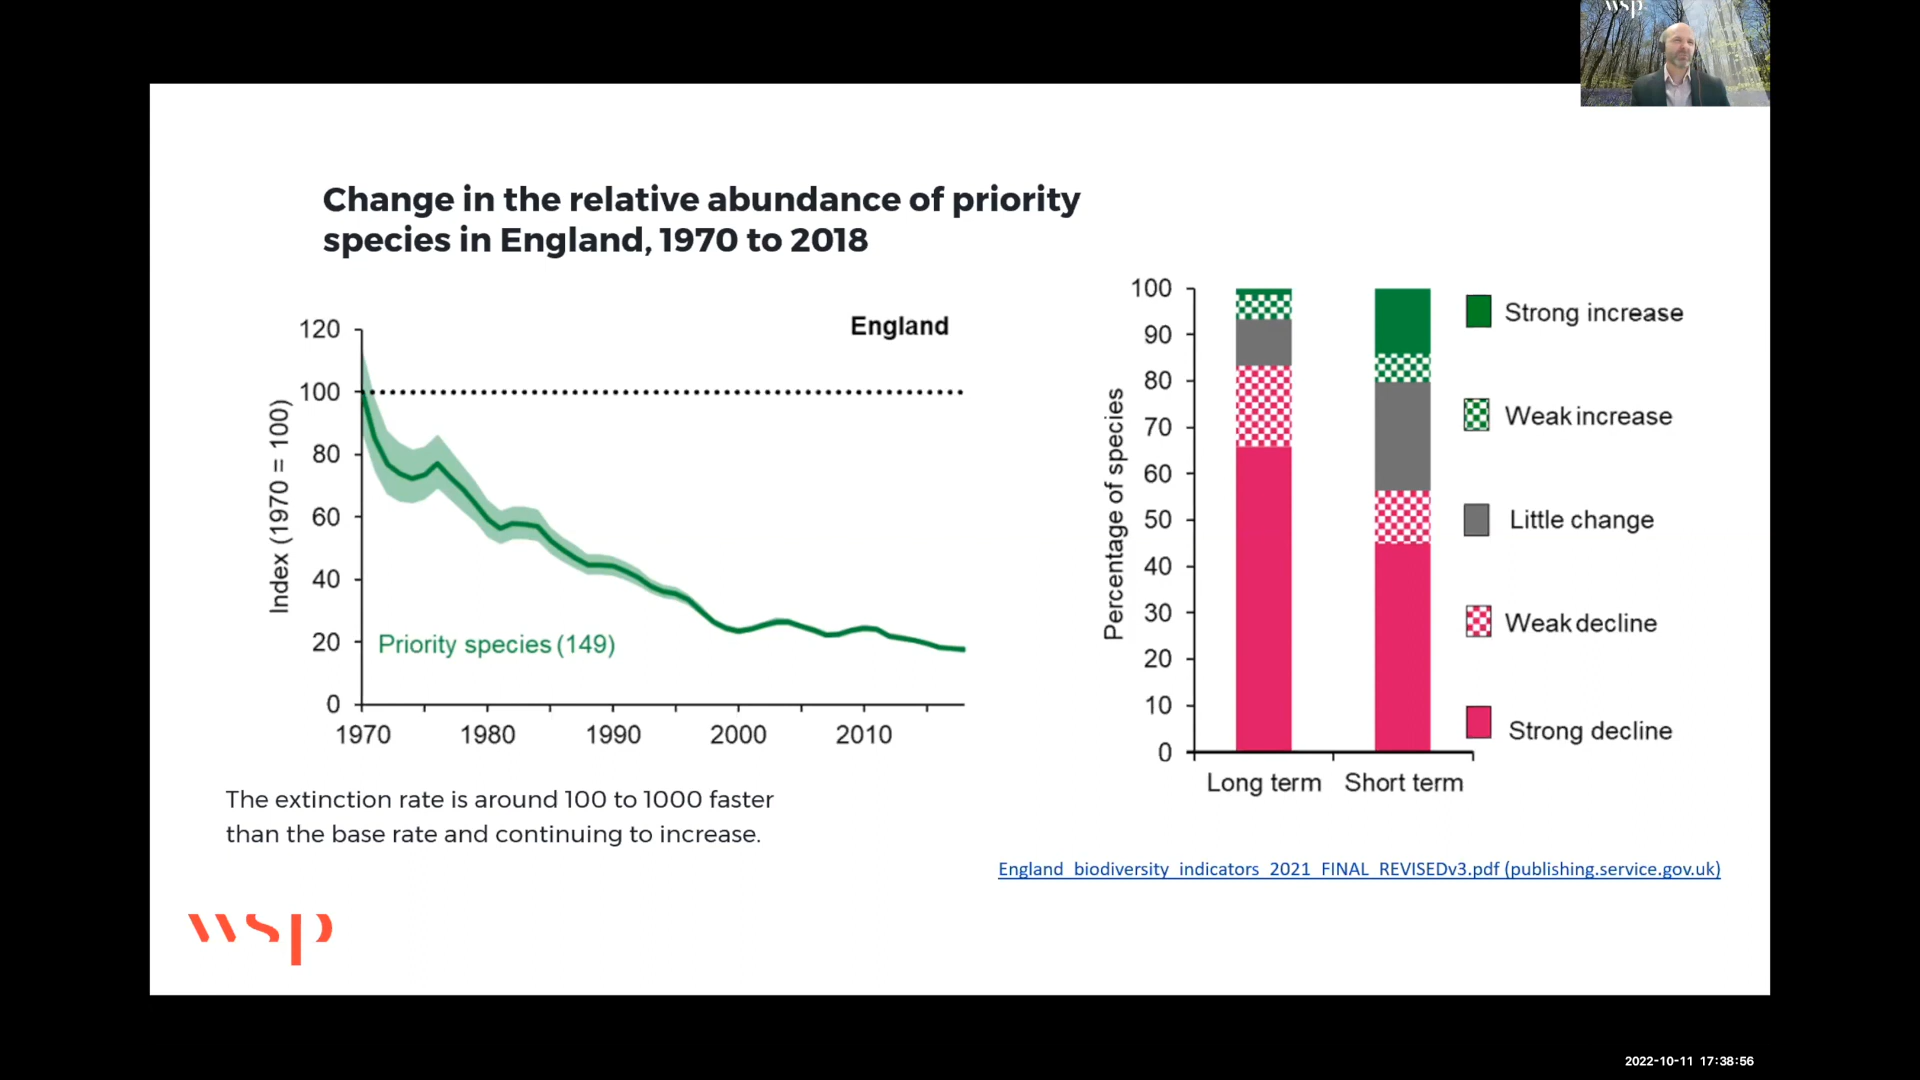 wsp
Change in the relative abundance of priority
species in England, 1970 to 2018
England
120
100
80
60
40
20
0
Index (1970 = 100)
Priority species (149)
1970 1980 1990 2000 2010
100
90
80
70
60
50
40
30
20
10
0
Percentage of species
Long term Short term
Strong increase
Weak increase
Little change
Weak decline
Strong decline
The extinction rate is around 100 to 1000 faster
than the base rate and continuing to increase.
England_biodiversity_indicators_2021_FINAL_REVISEDv3.pdf (publishing.service.gov.uk)
wsp
2022-10-11 17:38:56